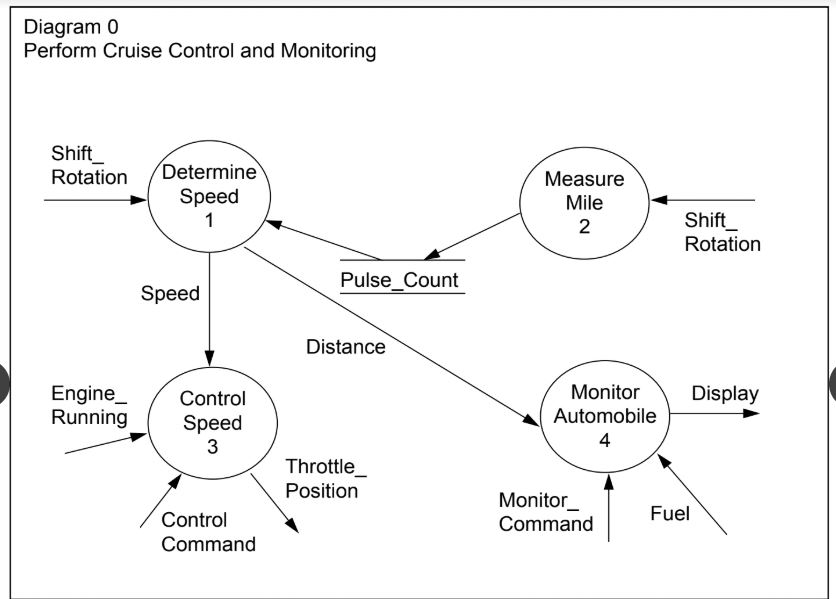 Diagram 0
Perform Cruise Control and Monitoring
Shift_
Rotation
Determine
Speed
1
Measure
Mile
2
Shift_
Rotation
Pulse_Count
Speed
Distance
Engine_
Running
Control
Speed
3
Throttle_
Position
Control
Command
Monitor
Automobile
4
Display
Monitor_
Command
Fuel